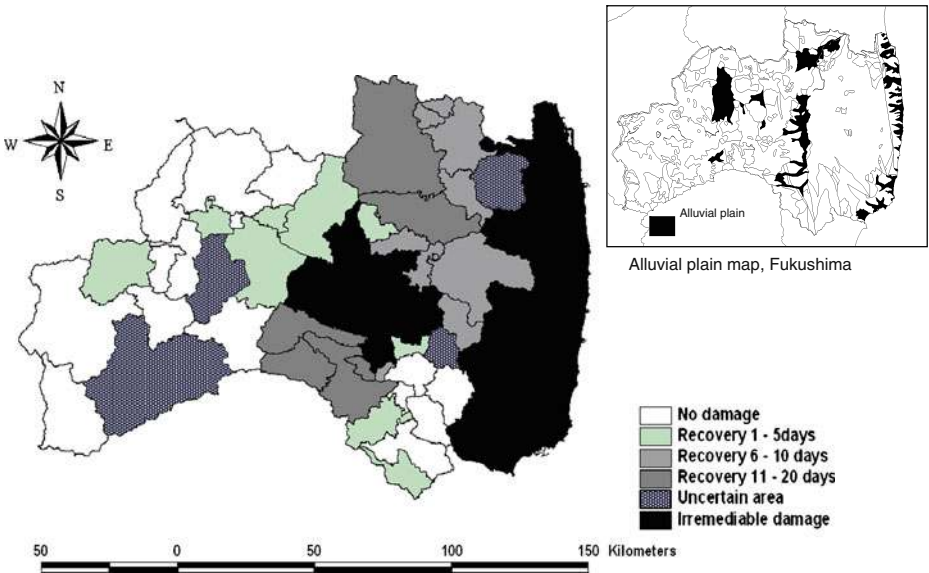 N
W E
S
Alluvial plain
Alluvial plain map, Fukushima
No damage
Recovery 1 - 5days
Recovery 6 - 10 days
Recovery 11 - 20 days
Uncertain area
Irremediable damage
50 0 50 100 150 Kilometers